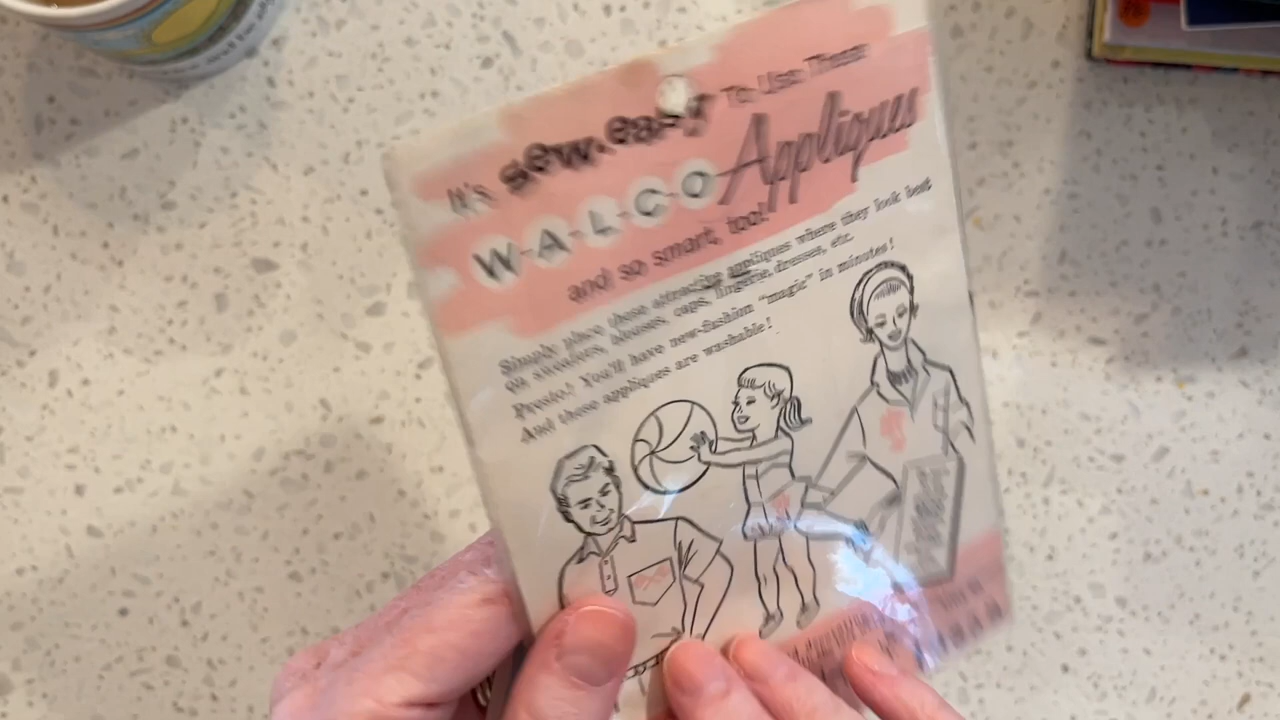 It's sew.easy To Use These
W-A-L-C-O Appliques
and so smart, too!
Simply place these attractive appliques where they look best
on sweaters, blouses, caps, lingerie, dresses, etc.
Presto! You'll have new-fashion "magic" in minutes!
And these appliques are washable!